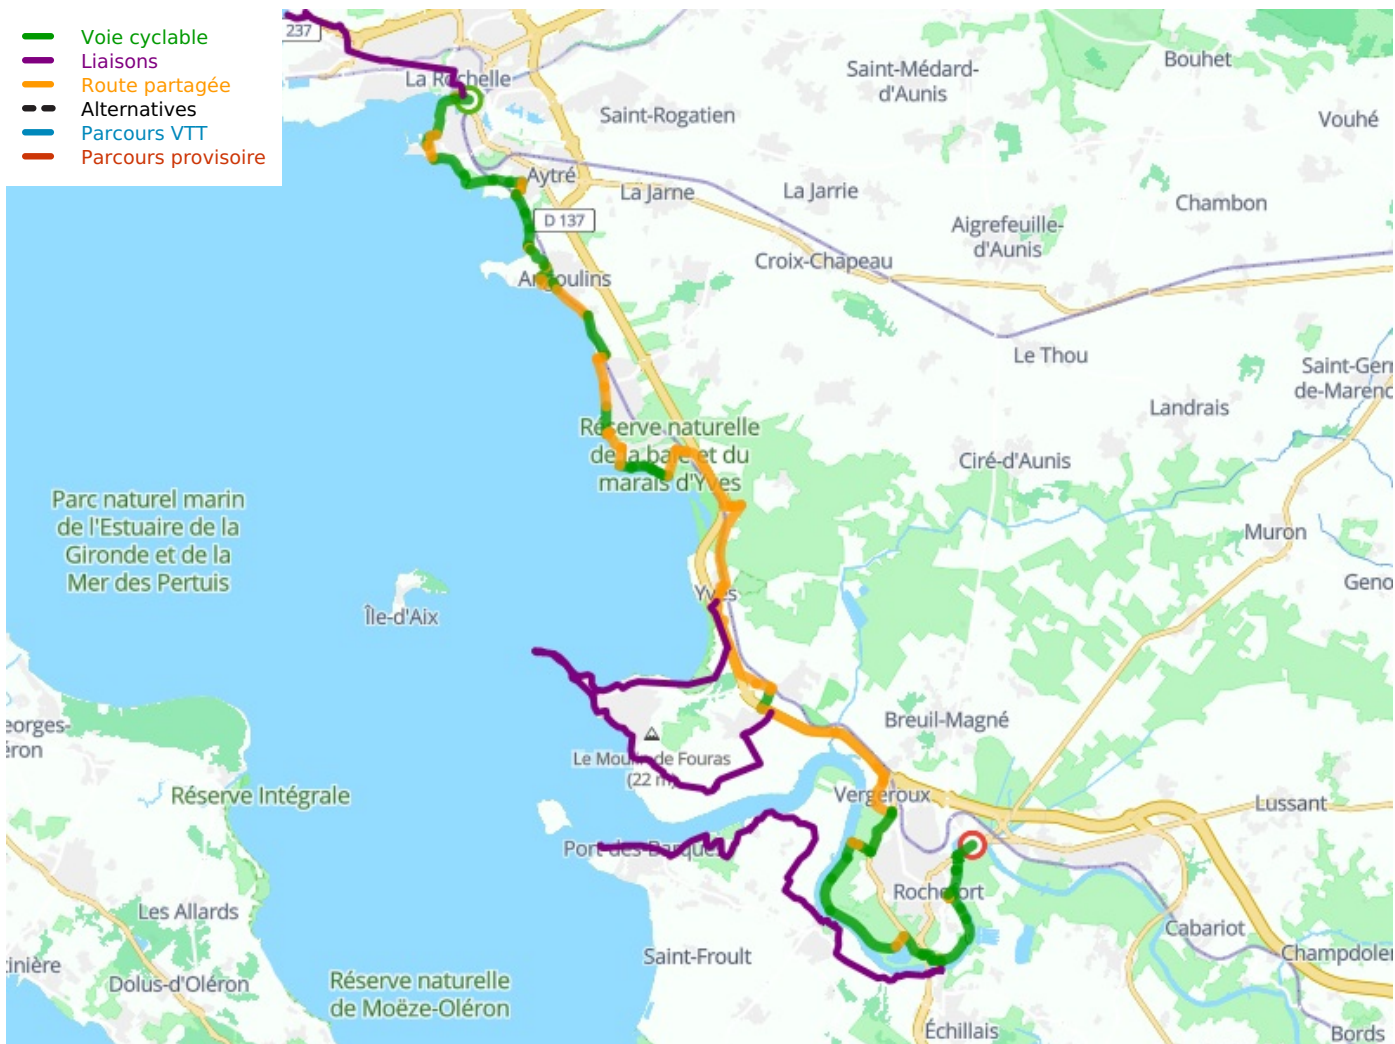 Voie cyclable
Liaisons
Route partagée
Alternatives
Parcours VTT
Parcours provisoire
237
La Rochelle
Saint-Médard-
d'Aunis
Bouhet
Saint-Rogatien
Vouhé
Aytré
La Jarne
La Jarrie
Chambon
D 137
Aigrefeuille-
d'Aunis
Croix-Chapeau
Angoulins
Le Thou
Saint-Ger
de-Marenc
Landrais
Réserve naturelle
de la baie et du
marais d'Yves
Ciré-d'Aunis
Parc naturel marin
de l'Estuaire de la
Gironde et de la
Mer des Pertuis
Muron
Geno
Yves
Île-d'Aix
eorges-
éron
Breuil-Magné
Le Moulin de Fouras
(22 m)
Réserve Intégrale
Vergeroux
Lussant
Port-des-Barques
Rochefort
Les Allards
Cabariot
Saint-Froult
Champdoler
tinière
Dolus-d'Oléron
Réserve naturelle
de Moëze-Oléron
Échillais
Bords